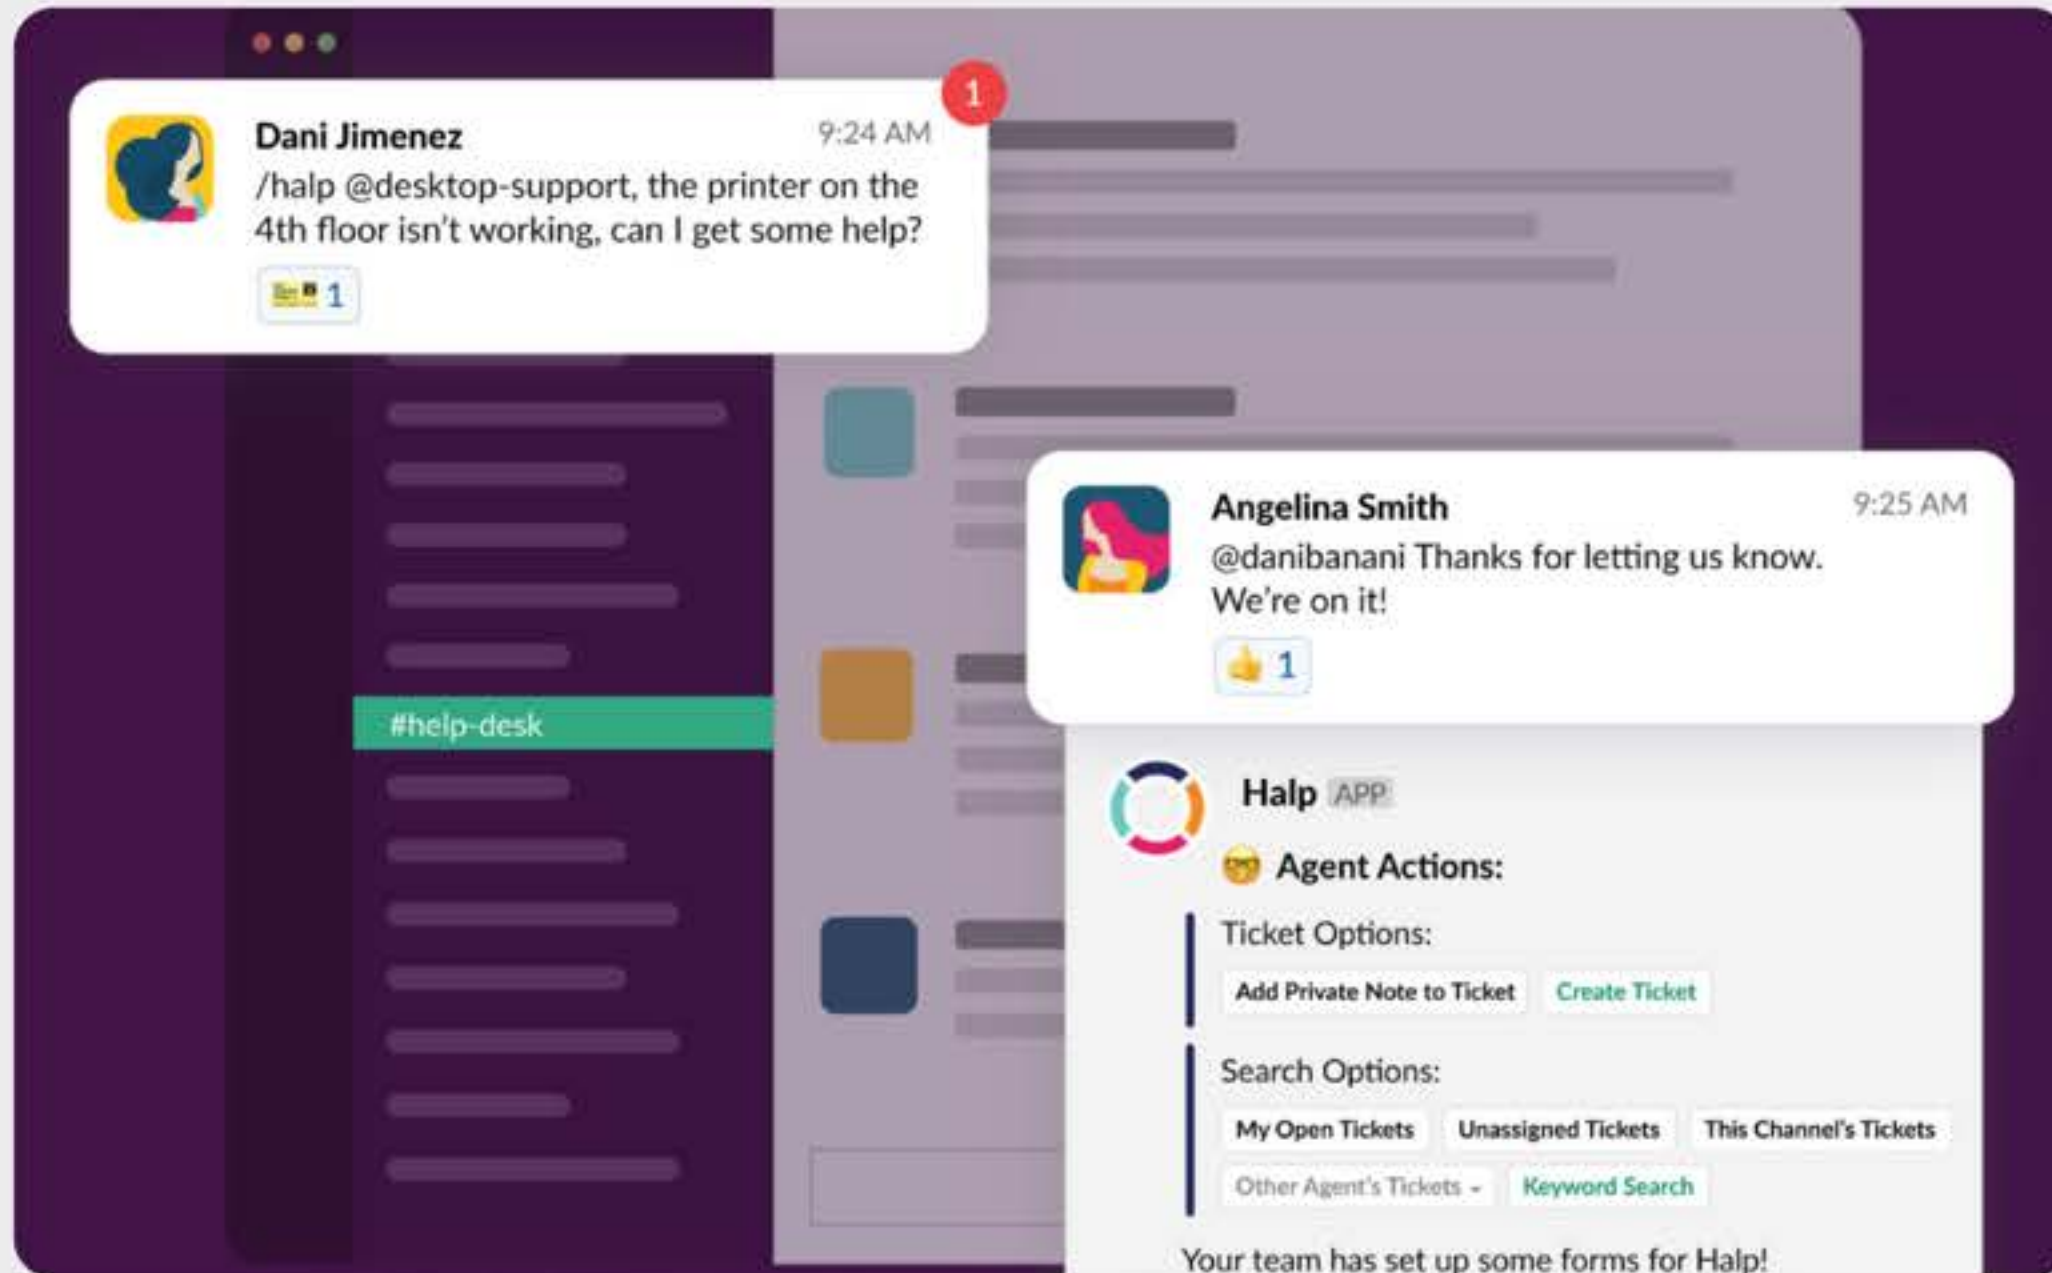 1
Dani Jimenez 9:24 AM
/halp @desktop-support, the printer on the
4th floor isn't working, can I get some help?
1
#help-desk
Angelina Smith 9:25 AM
@danibanani Thanks for letting us know.
We're on it!
1
Halp APP
Agent Actions:
Ticket Options:
Add Private Note to Ticket Create Ticket
Search Options:
My Open Tickets Unassigned Tickets This Channel's Tickets
Other Agent's Tickets Keyword Search
Your team has set up some forms for Halp!